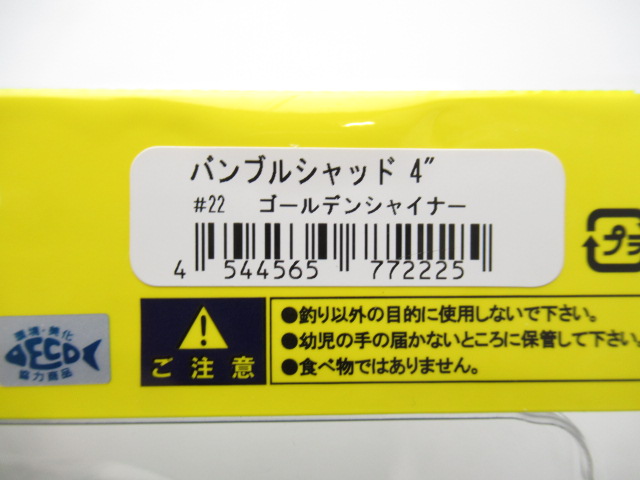 バンブルシャッド 4"
#22 ゴールデンシャイナー
4 544565 772225
プラ
環境・美化
ECO
協力商品
ご注意
●釣り以外の目的に使用しないで下さい。
●幼児の手の届かないところに保管して下さい。
●食べ物ではありません。